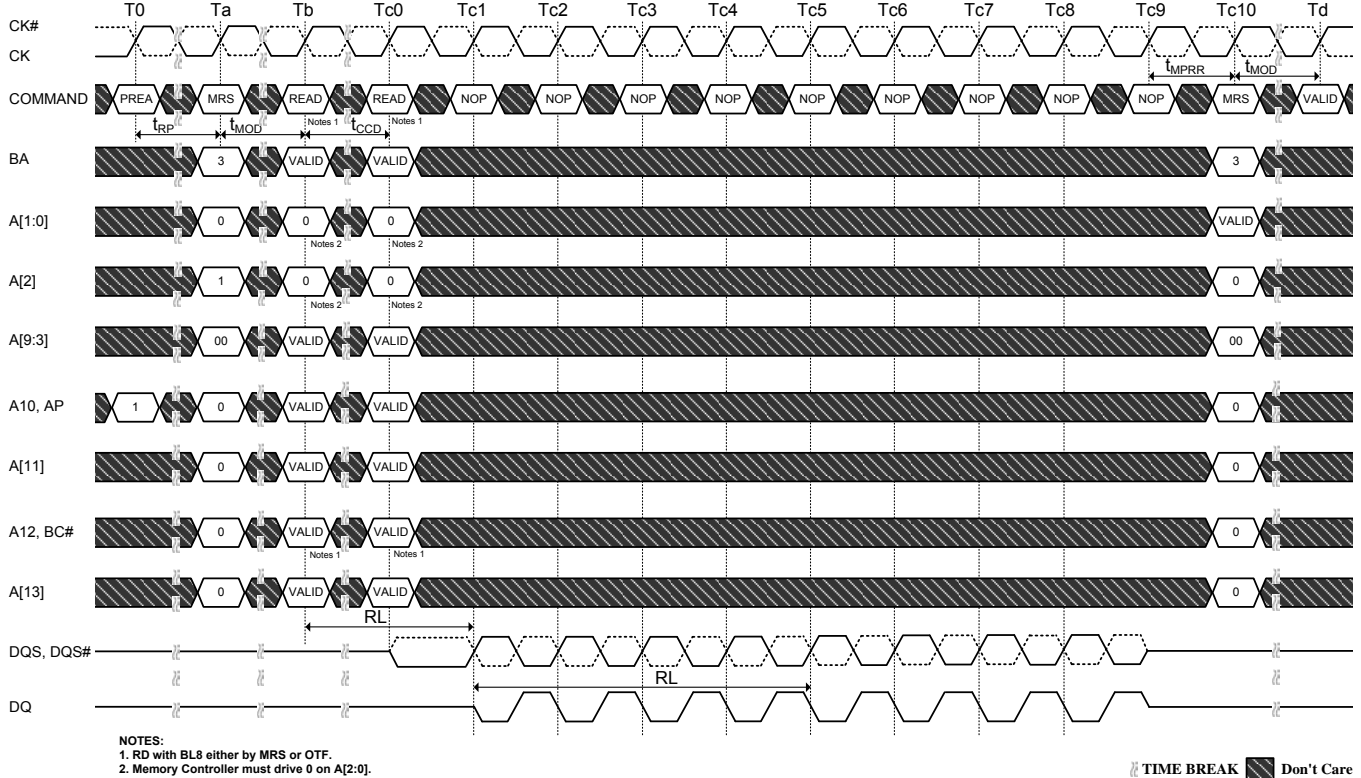 T0 Ta Tb Tc0 Tc1 Tc2 Tc3 Tc4 Tc5 Tc6 Tc7 Tc8 Tc9 Tc10 Td
CK#
CK
tMPRR tMOD
COMMAND PREA MRS READ READ NOP NOP NOP NOP NOP NOP NOP NOP NOP MRS VALID
Notes 1 Notes 1
tRP tMOD tCCD
BA 3 VALID VALID 3
A[1:0] 0 0 0 VALID
Notes 2 Notes 2
A[2] 1 0 0 0
Notes 2 Notes 2
A[9:3] 00 VALID VALID 00
A10, AP 1 0 VALID VALID 0
A[11] 0 VALID VALID 0
A12, BC# 0 VALID VALID 0
Notes 1 Notes 1
A[13] 0 VALID VALID 0
RL
DQS, DQS#
RL
DQ
NOTES:
1. RD with BL8 either by MRS or OTF.
2. Memory Controller must drive 0 on A[2:0].
TIME BREAK Don't Care